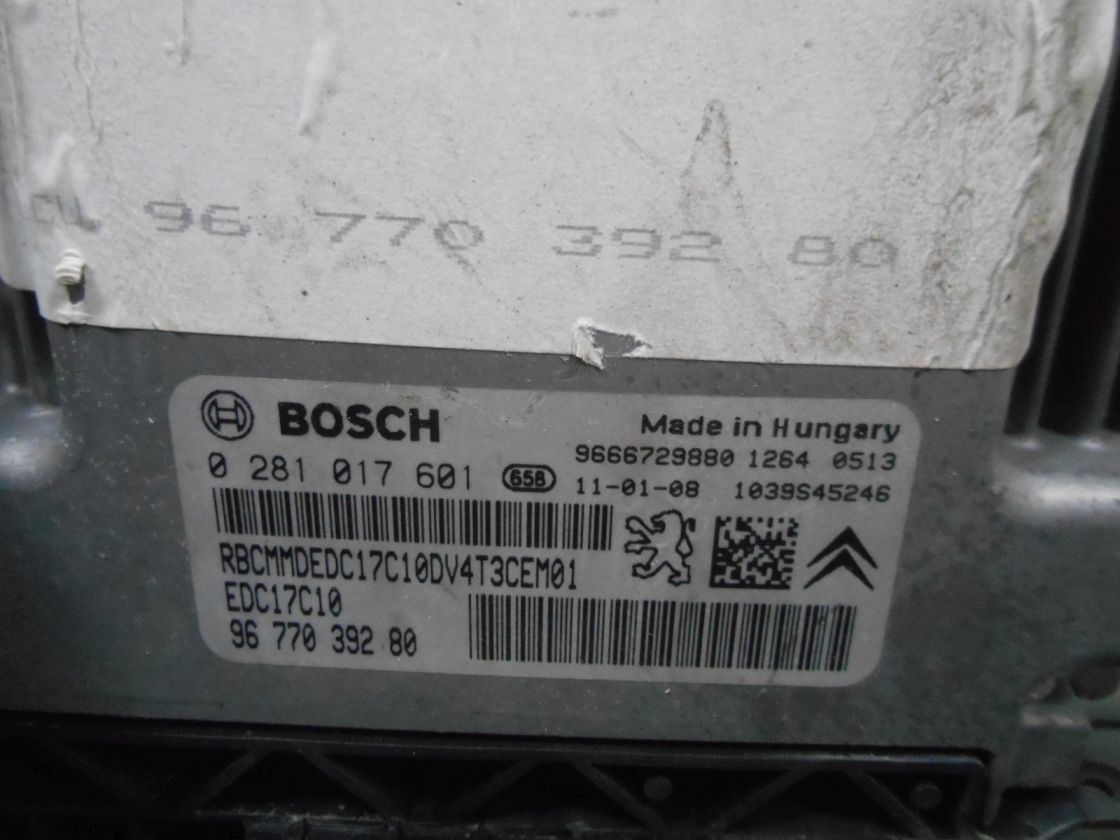 96 770 392 80
BOSCH
Made in Hungary
0 281 017 601
658
9666729880 1264 0513
11-01-08 1039S45246
RBCMMDEDC17C10DV4T3CEM01
EDC17C10
96 770 392 80